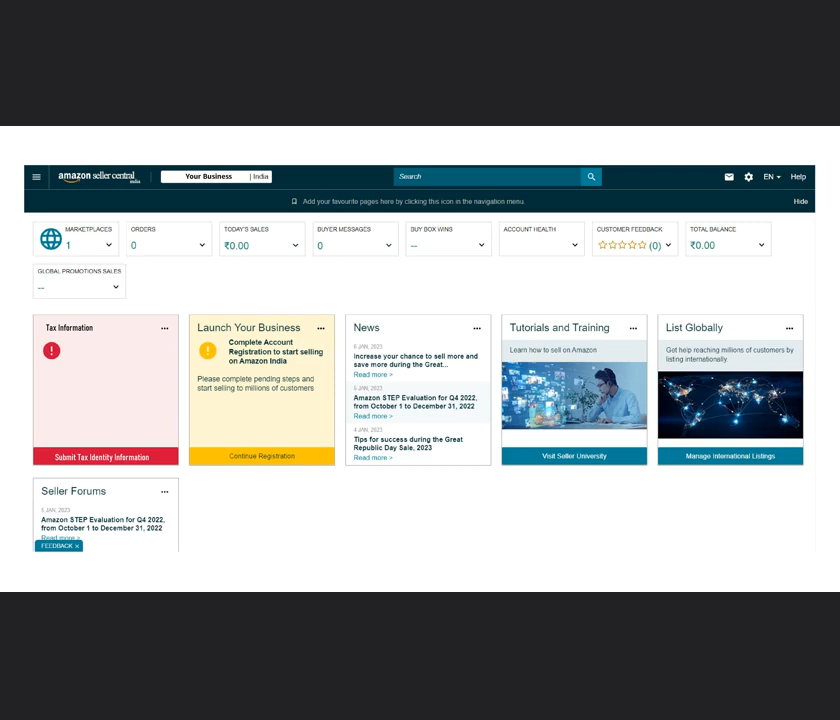 amazon seller central
india
Your Business | India
Search
EN
Help
Add your favourite pages here by clicking this icon in the navigation menu.
Hide
MARKETPLACES
1
ORDERS
0
TODAY'S SALES
₹0.00
BUYER MESSAGES
0
BUY BOX WINS
--
ACCOUNT HEALTH
CUSTOMER FEEDBACK
(0)
TOTAL BALANCE
₹0.00
GLOBAL PROMOTIONS SALES
--
Tax Information
Submit Tax Identity Information
Launch Your Business
Complete Account
Registration to start selling
on Amazon India
Please complete pending steps and
start selling to millions of customers
Continue Registration
News
6 JAN, 2023
Increase your chance to sell more and
save more during the Great...
Read more >
5 JAN, 2023
Amazon STEP Evaluation for Q4 2022,
from October 1 to December 31, 2022
Read more >
4 JAN, 2023
Tips for success during the Great
Republic Day Sale, 2023
Read more >
Tutorials and Training
Learn how to sell on Amazon
Visit Seller University
List Globally
Get help reaching millions of customers by
listing internationally
Manage International Listings
Seller Forums
5 JAN, 2023
Amazon STEP Evaluation for Q4 2022,
from October 1 to December 31, 2022
Read more >
FEEDBACK ×